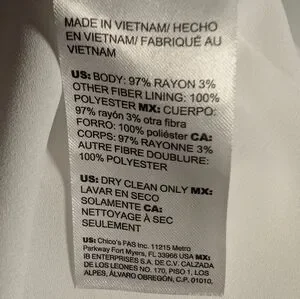 MADE IN VIETNAM/ HECHO
EN VIETNAM/ FABRIQUÉ AU
VIETNAM
US: BODY: 97% RAYON 3%
OTHER FIBER LINING: 100%
POLYESTER MX: CUERPO:
97% rayón 3% otra fibra
FORRO: 100% poliéster CA:
CORPS: 97% RAYONNE 3%
AUTRE FIBRE DOUBLURE:
100% POLYESTER
US: DRY CLEAN ONLY MX:
LAVAR EN SECO
SOLAMENTE CA:
NETTOYAGE À SEC
SEULEMENT
US: Chico's FAS Inc. 11215 Metro
Parkway Fort Myers, FL 33966 USA MX:
IB ENTERPRISES S.A. DE C.V. CALZADA
DE LOS LEONES NO. 170, PISO 1, LOS
ALPES, ÁLVARO OBREGÓN, C.P. 01010